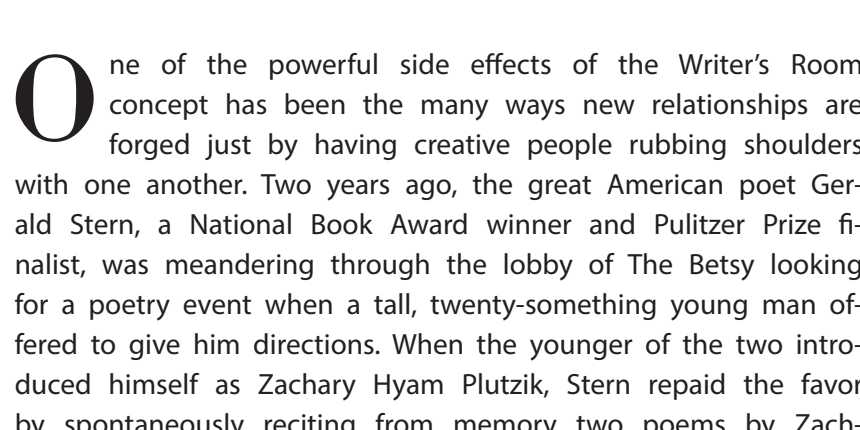 One of the powerful side effects of the Writer’s Room
concept has been the many ways new relationships are
forged just by having creative people rubbing shoulders
with one another. Two years ago, the great American poet Ger-
ald Stern, a National Book Award winner and Pulitzer Prize fi-
nalist, was meandering through the lobby of The Betsy looking
for a poetry event when a tall, twenty-something young man of-
fered to give him directions. When the younger of the two intro-
duced himself as Zachary Hyam Plutzik, Stern repaid the favor
by spontaneously reciting from memory two poems by Zach-